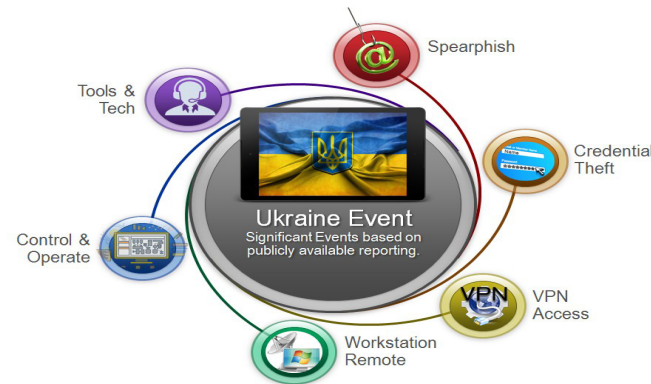 Spearphish
Tools &
Tech
Credential
Theft
Ukraine Event
Significant Events based on
publicly available reporting.
Control &
Operate
VPN
VPN
Access
Workstation
Remote